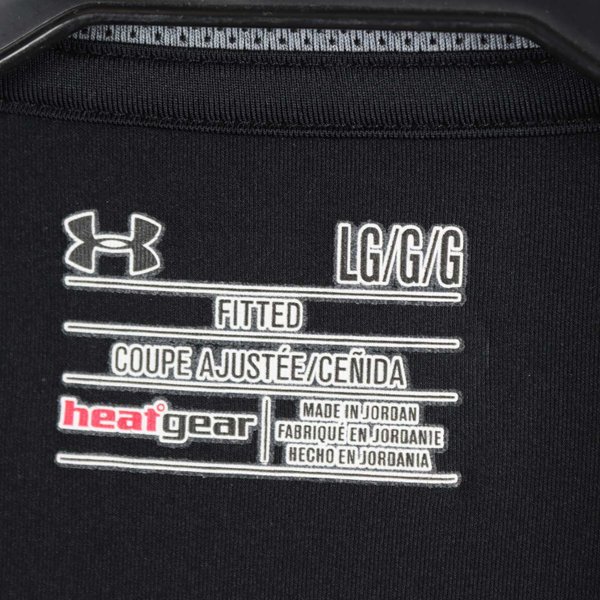 LG/G/G
FITTED
COUPE AJUSTÉE/CEÑIDA
heatgear
MADE IN JORDAN
FABRIQUÉ EN JORDANIE
HECHO EN JORDANIA